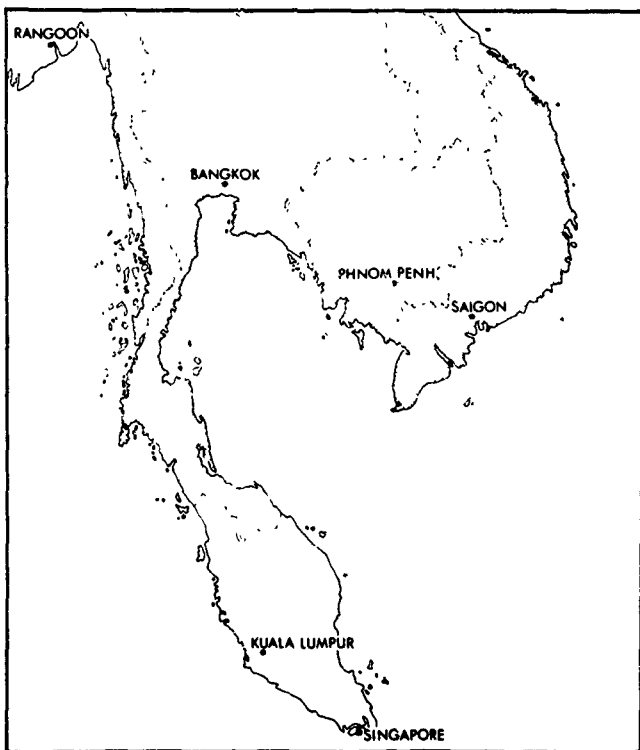 RANGOON
BANGKOK
PHNOM PENH
SAIGON
KUALA LUMPUR
SINGAPORE